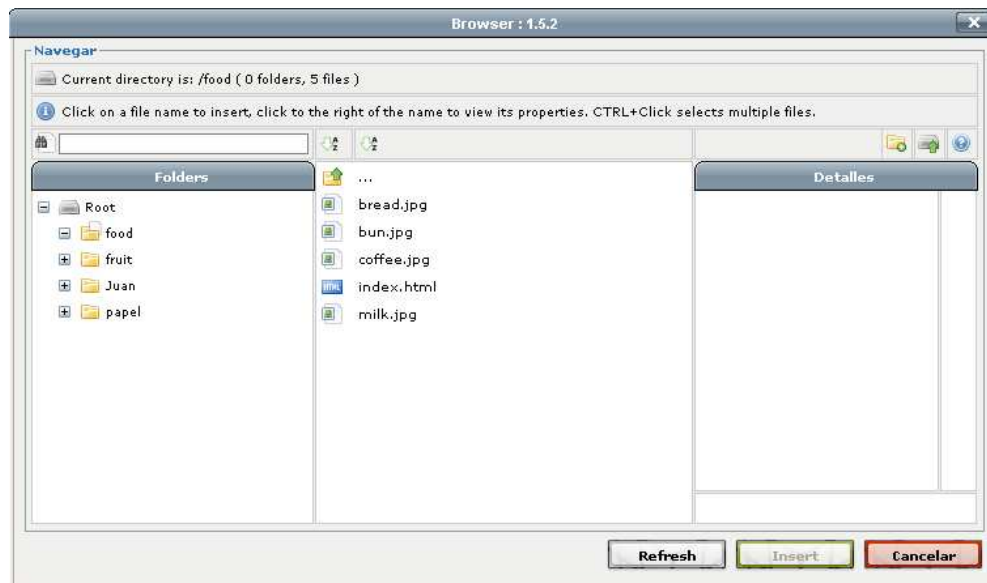 Browser : 1.5.2
Navegar
Current directory is: /food ( 0 folders, 5 files )
Click on a file name to insert, click to the right of the name to view its properties. CTRL+Click selects multiple files.
Folders
Root
food
fruit
Juan
papel
...
bread.jpg
bun.jpg
coffee.jpg
index.html
milk.jpg
Detalles
Refresh
Insert
Cancelar